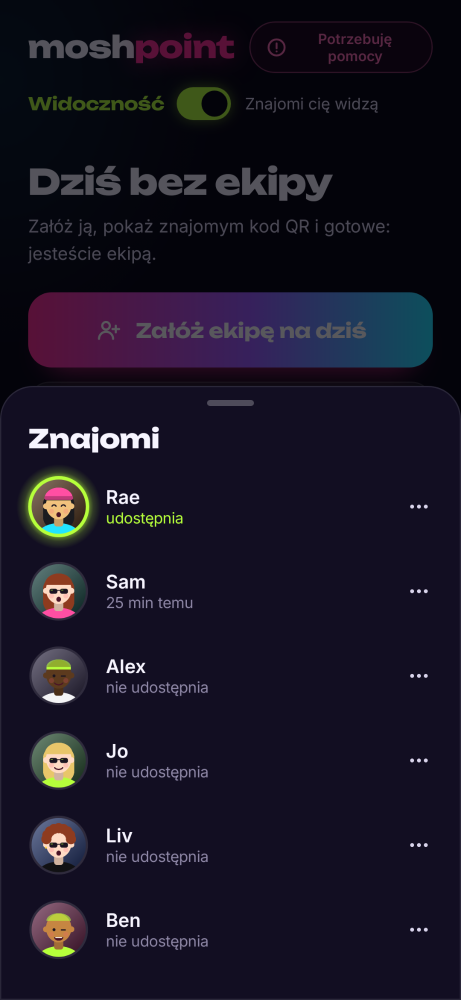 moshpoint
Potrzebuję
pomocy
Widoczność
Znajomi cię widzą
Dziś bez ekipy
Załóż ją, pokaż znajomym kod QR i gotowe:
jesteście ekipą.
Załóż ekipę na dziś
Znajomi
Rae
udostępnia
Sam
25 min temu
Alex
nie udostępnia
Jo
nie udostępnia
Liv
nie udostępnia
Ben
nie udostępnia